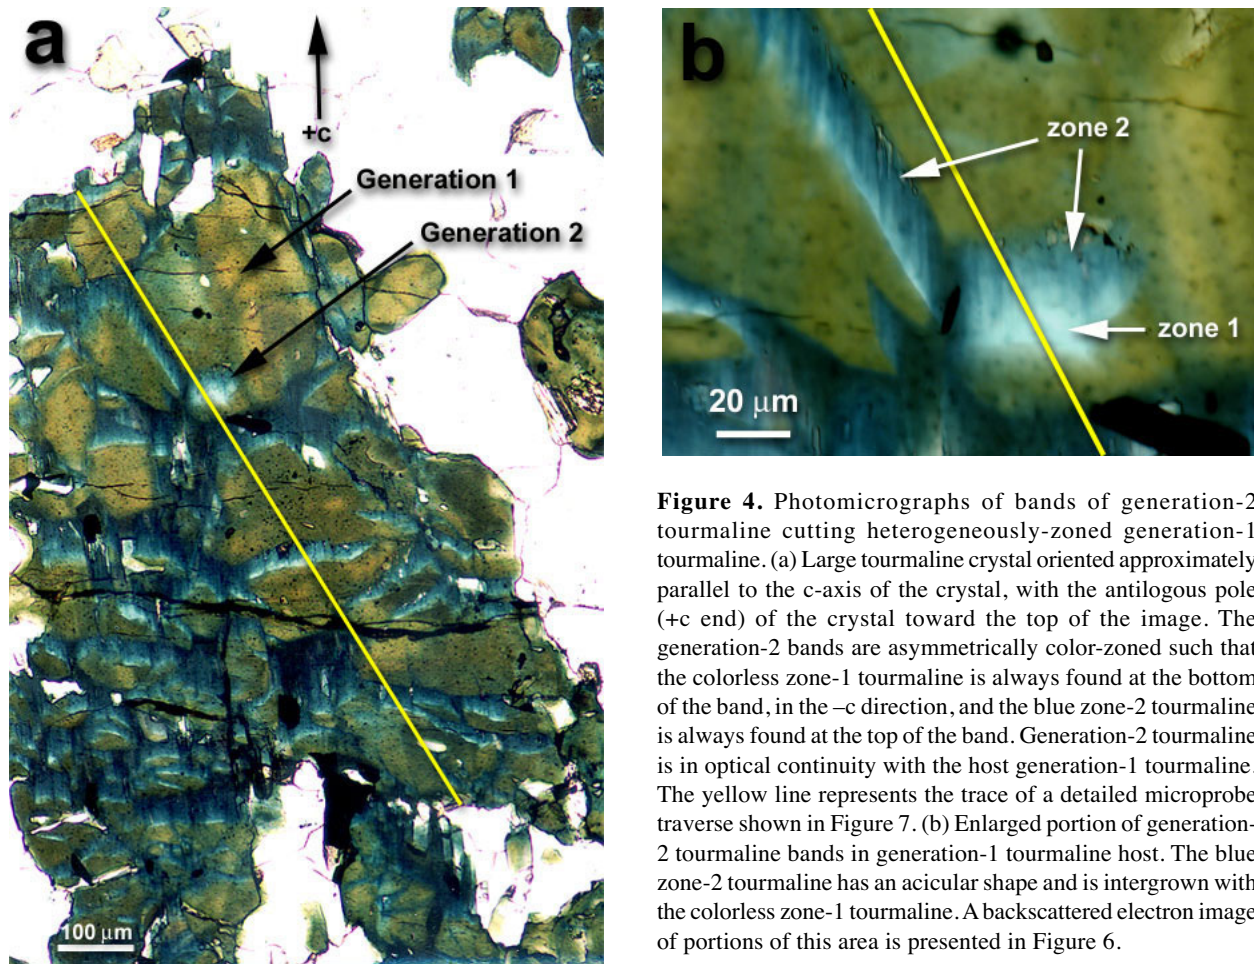 a
+c
Generation 1
Generation 2
100 µm
b
zone 2
zone 1
20 µm
Figure 4. Photomicrographs of bands of generation-2
tourmaline cutting heterogeneously-zoned generation-1
tourmaline. (a) Large tourmaline crystal oriented approximately
parallel to the c-axis of the crystal, with the antilogous pole
(+c end) of the crystal toward the top of the image. The
generation-2 bands are asymmetrically color-zoned such that
the colorless zone-1 tourmaline is always found at the bottom
of the band, in the –c direction, and the blue zone-2 tourmaline
is always found at the top of the band. Generation-2 tourmaline
is in optical continuity with the host generation-1 tourmaline.
The yellow line represents the trace of a detailed microprobe
traverse shown in Figure 7. (b) Enlarged portion of generation-
2 tourmaline bands in generation-1 tourmaline host. The blue
zone-2 tourmaline has an acicular shape and is intergrown with
the colorless zone-1 tourmaline. A backscattered electron image
of portions of this area is presented in Figure 6.